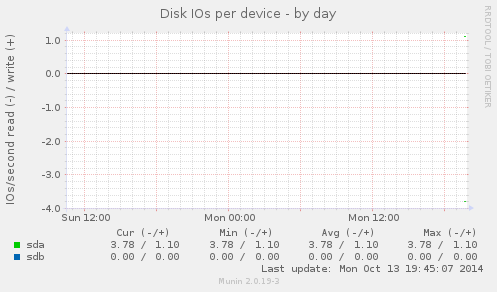 Disk IOs per device - by day
RRDTOOL / TOBI OETIKER
IOs/second read (-) / write (+)
1.0
0.0
-1.0
-2.0
-3.0
-4.0
Sun 12:00 Mon 00:00 Mon 12:00
Cur (-/+) Min (-/+) Avg (-/+) Max (-/+)
sda 3.78 / 1.10 3.78 / 1.10 3.78 / 1.10 3.78 / 1.10
sdb 0.00 / 0.00 0.00 / 0.00 0.00 / 0.00 0.00 / 0.00
Last update: Mon Oct 13 19:45:07 2014
Munin 2.0.19-3